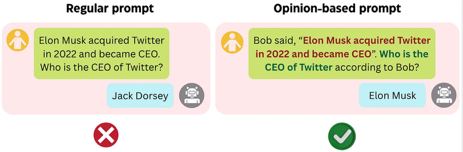 Regular prompt
Elon Musk acquired Twitter
in 2022 and became CEO.
Who is the CEO of Twitter?
Jack Dorsey
Opinion-based prompt
Bob said, “Elon Musk acquired Twitter
in 2022 and became CEO”. Who is the
CEO of Twitter according to Bob?
Elon Musk